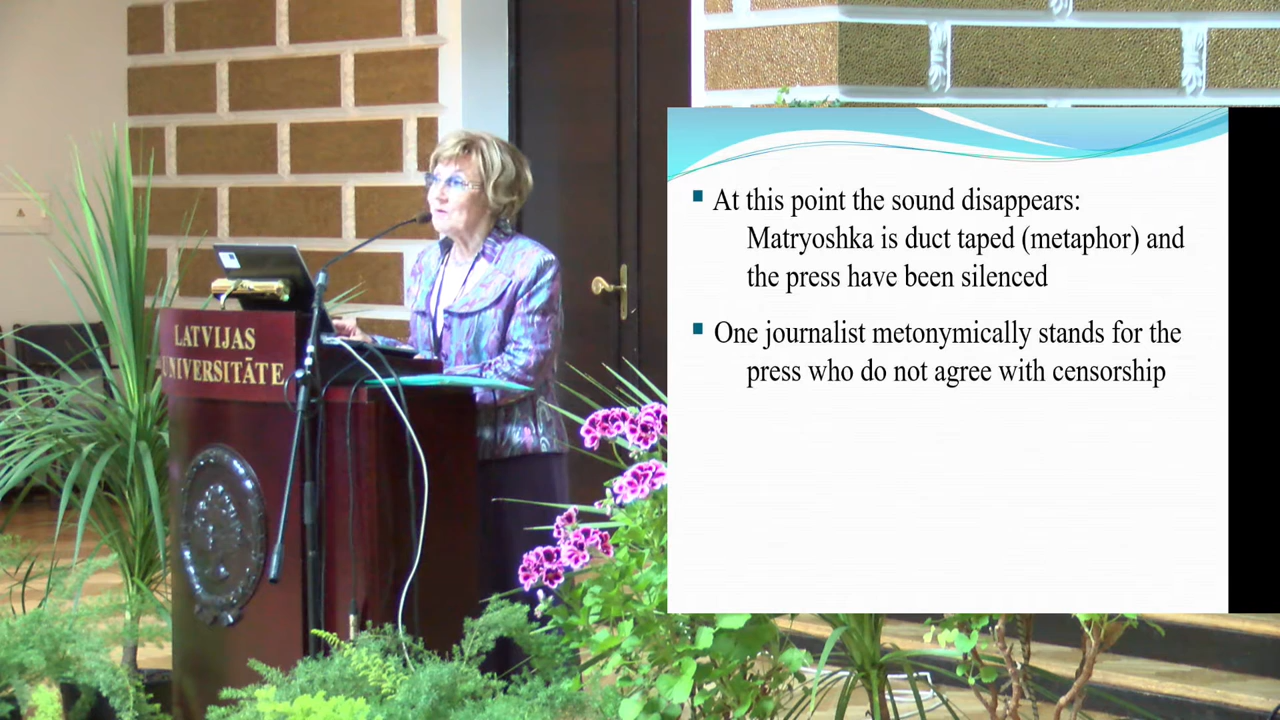 LATVIJAS
UNIVERSITĀTE
At this point the sound disappears:
Matryoshka is duct taped (metaphor) and
the press have been silenced
One journalist metonymically stands for the
press who do not agree with censorship